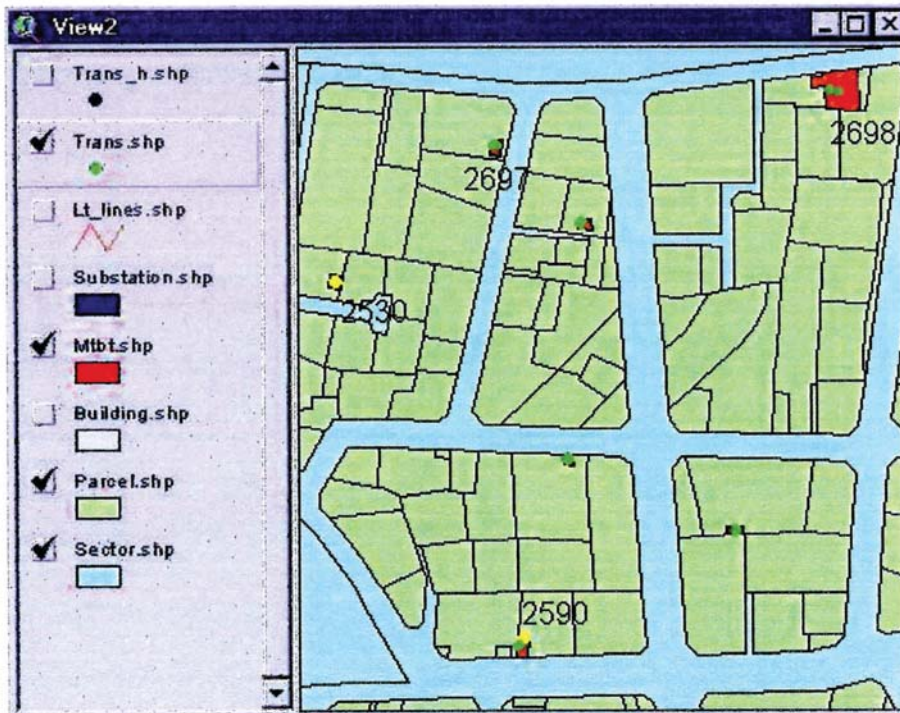 View2
Trans_h.shp
Trans.shp
Lt_lines.shp
Substation.shp
Mtbt.shp
Building.shp
Parcel.shp
Sector.shp
2698
2697
2530
2590